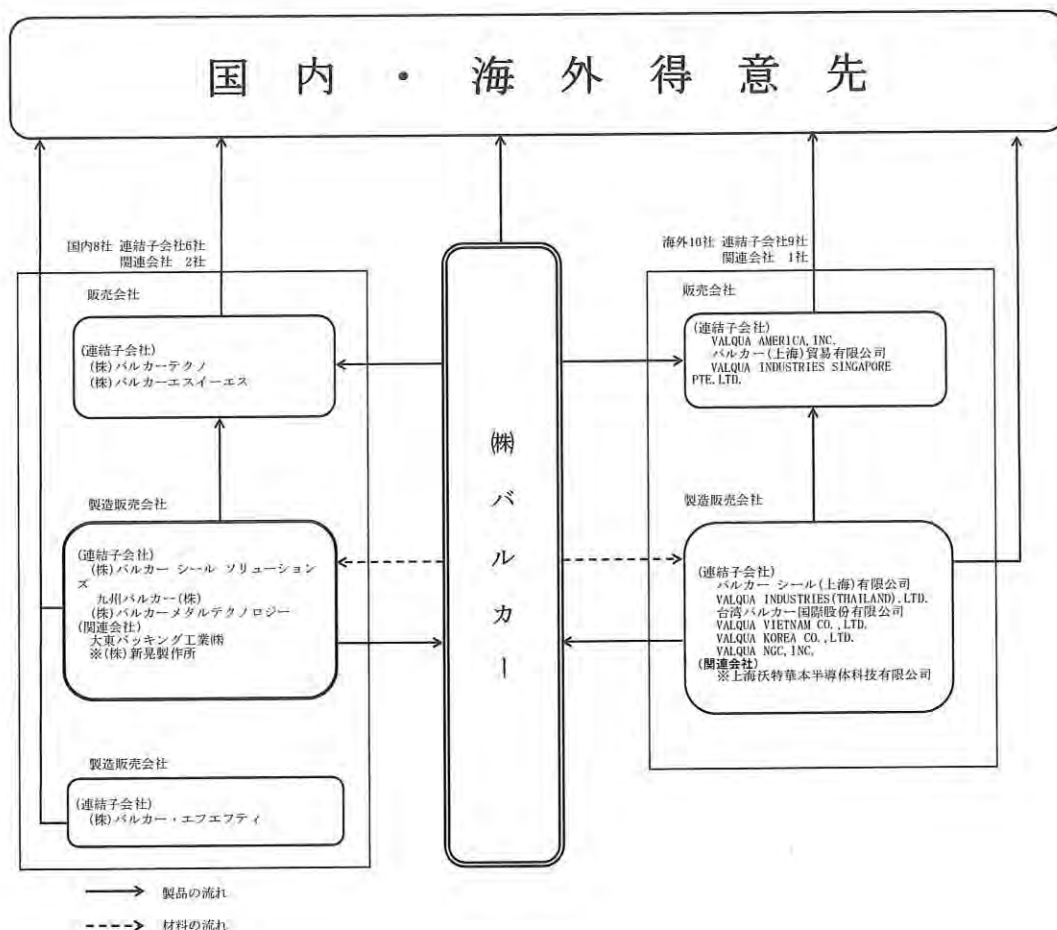 国内・海外得意先
国内8社 連結子会社6社
関連会社 2社
販売会社
(連結子会社)
(株)バルカーテクノ
(株)バルカーエスイーエス
製造販売会社
(連結子会社)
(株)バルカー シール ソリューション
ズ
九州バルカー(株)
(株)バルカーメタルテクノロジー
(関連会社)
大東パッキング工業㈱
※(株)新晃製作所
製造販売会社
(連結子会社)
(株)バルカー・エフエフティ
㈱バルカー
海外10社 連結子会社9社
関連会社 1社
販売会社
(連結子会社)
VALQUA AMERICA,INC.
バルカー(上海)貿易有限公司
VALQUA INDUSTRIES SINGAPORE
PTE.LTD.
製造販売会社
(連結子会社)
バルカー シール(上海)有限公司
VALQUA INDUSTRIES(THAILAND),LTD.
台湾バルカー国際股份有限公司
VALQUA VIETNAM CO.,LTD.
VALQUA KOREA CO.,LTD.
VALQUA NGC,INC.
(関連会社)
※上海沃特華本半導体科技有限公司
製品の流れ
材料の流れ